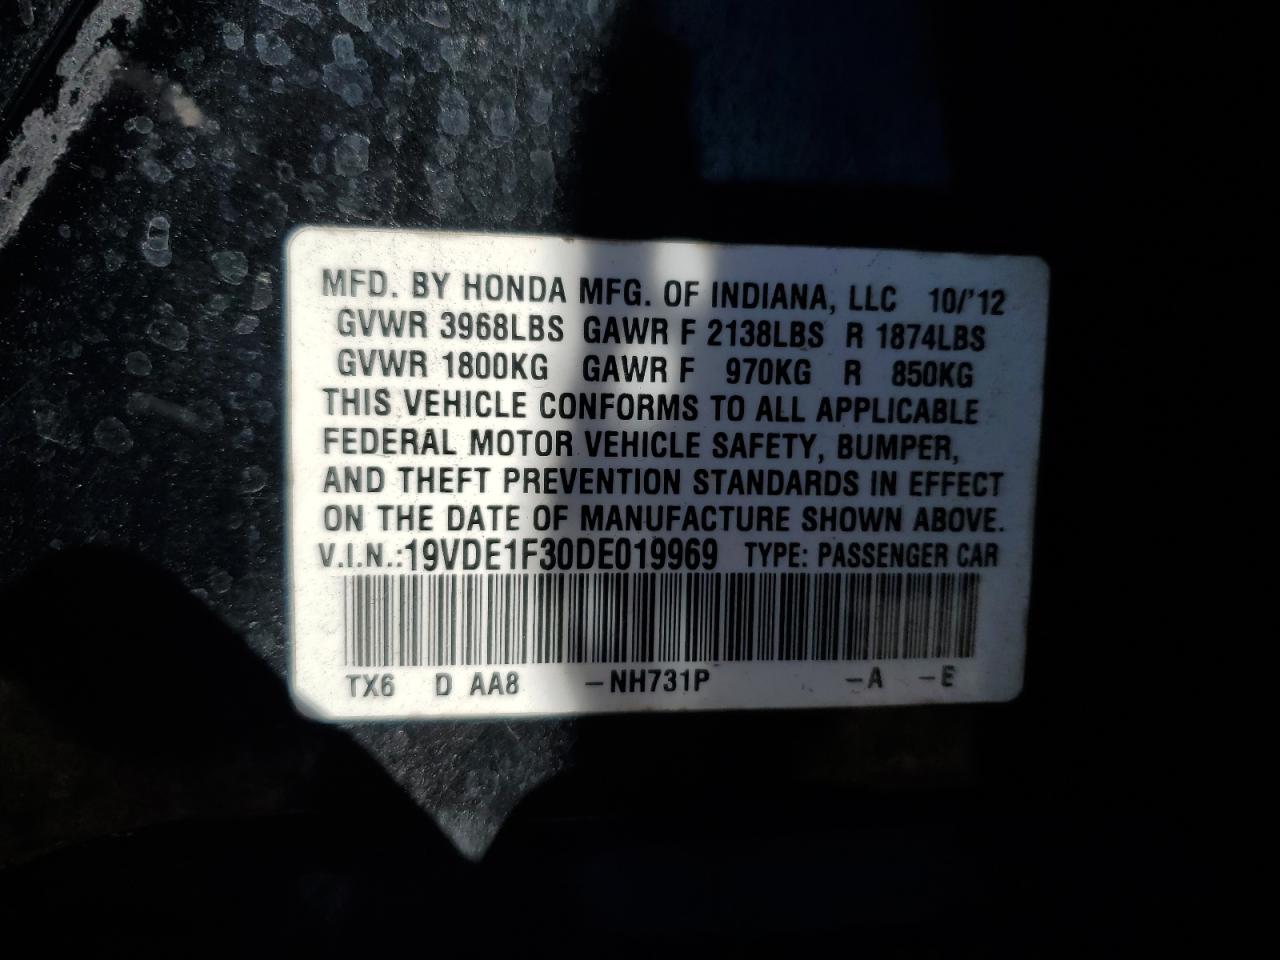 MFD. BY HONDA MFG. OF INDIANA, LLC 10/'12
GVWR 3968LBS GAWR F 2138LBS R 1874LBS
GVWR 1800KG GAWR F 970KG R 850KG
THIS VEHICLE CONFORMS TO ALL APPLICABLE
FEDERAL MOTOR VEHICLE SAFETY, BUMPER,
AND THEFT PREVENTION STANDARDS IN EFFECT
ON THE DATE OF MANUFACTURE SHOWN ABOVE.
V.I.N.:19VDE1F30DE019969 TYPE: PASSENGER CAR
TX6 D AA8 –NH731P –A –E